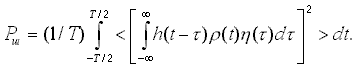 P_ш = (1/T) ∫_{-T/2}^{T/2} < [ ∫_{-∞}^{∞} h(t − τ) ρ(t) η(τ) dτ ]^2 > dt.